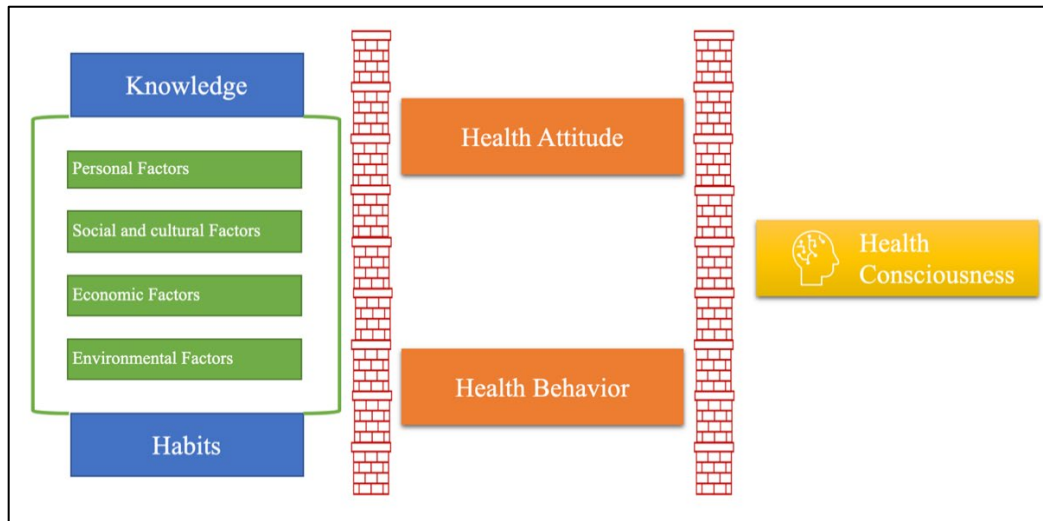 Knowledge
Personal Factors
Social and cultural Factors
Economic Factors
Environmental Factors
Habits
Health Attitude
Health Behavior
Health
Consciousness